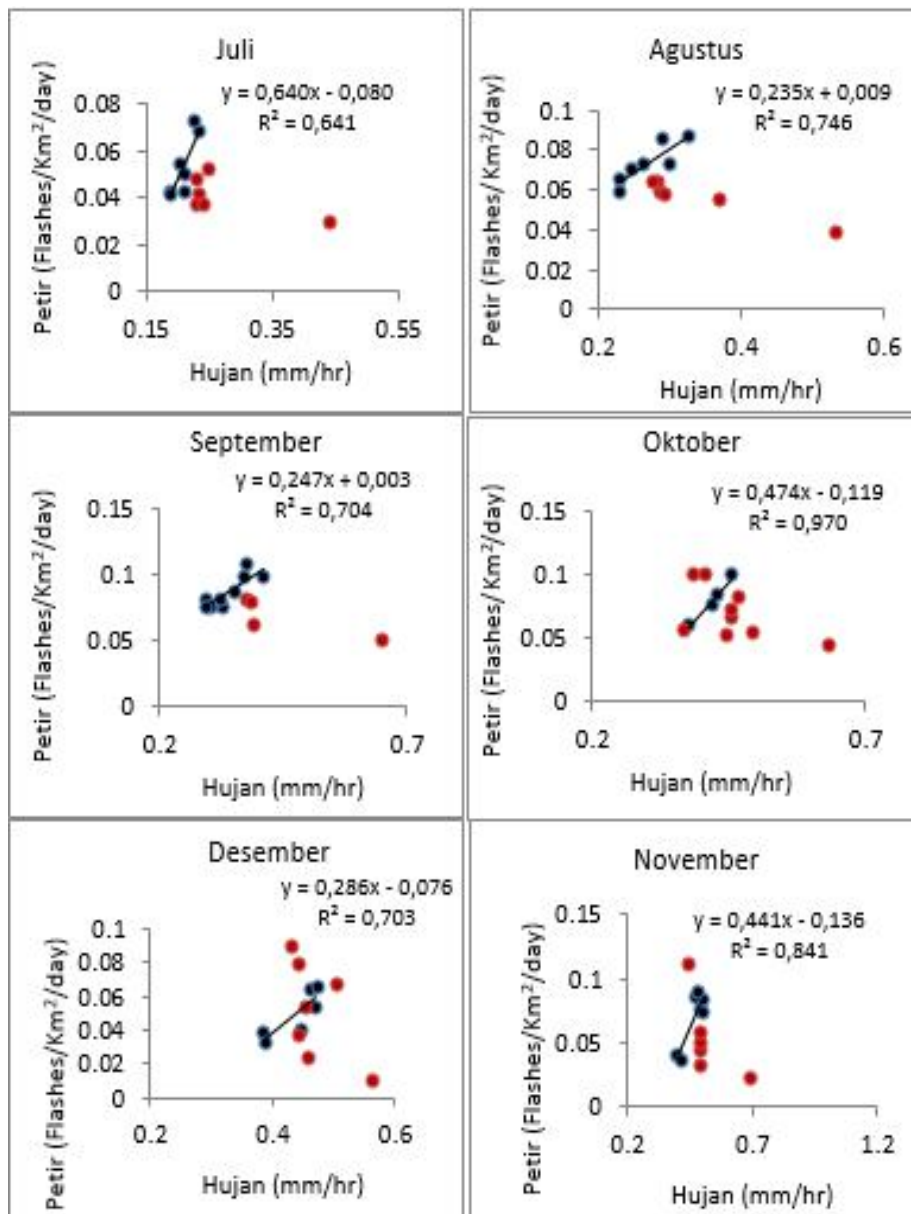 Juli
y = 0,640x - 0,080
R² = 0,641
Petir (Flashes/Km²/day)
0.08
0.06
0.04
0.02
0
0.15 0.35 0.55
Hujan (mm/hr)
Agustus
y = 0,235x + 0,009
R² = 0,746
Petir (Flashes/Km²/day)
0.1
0.08
0.06
0.04
0.02
0
0.2 0.4 0.6
Hujan (mm/hr)
September
y = 0,247x + 0,003
R² = 0,704
Petir (Flashes/Km²/day)
0.15
0.1
0.05
0
0.2 0.7
Hujan (mm/hr)
Oktober
y = 0,474x - 0,119
R² = 0,970
Petir (Flashes/Km²/day)
0.15
0.1
0.05
0
0.2 0.7
Hujan (mm/hr)
Desember
y = 0,286x - 0,076
R² = 0,703
Petir (Flashes/Km²/day)
0.1
0.08
0.06
0.04
0.02
0
0.2 0.4 0.6
Hujan (mm/hr)
November
y = 0,441x - 0,136
R² = 0,841
Petir (Flashes/Km²/day)
0.15
0.1
0.05
0
0.2 0.7 1.2
Hujan (mm/hr)